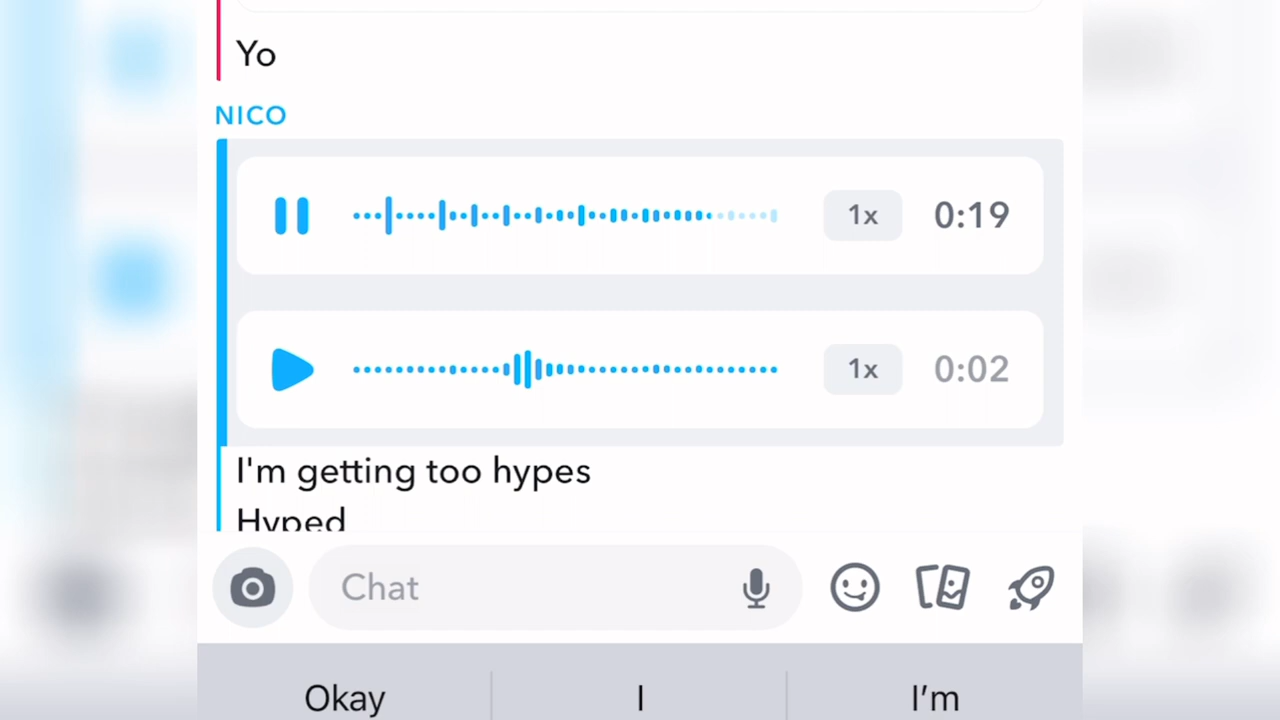 Yo
NICO
1x 0:19
1x 0:02
I'm getting too hypes
Hyped
Chat
Okay I I'm